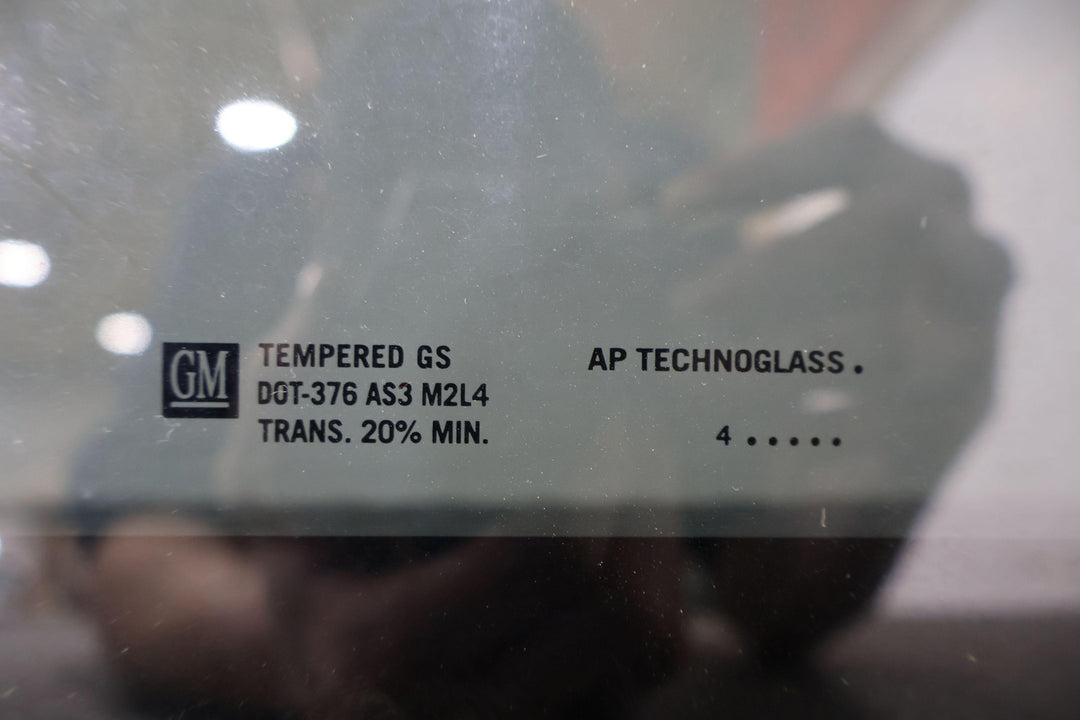 GM
TEMPERED GS
DOT-376 AS3 M2L4
TRANS. 20% MIN.
AP TECHNOGLASS .
4 . . . . .